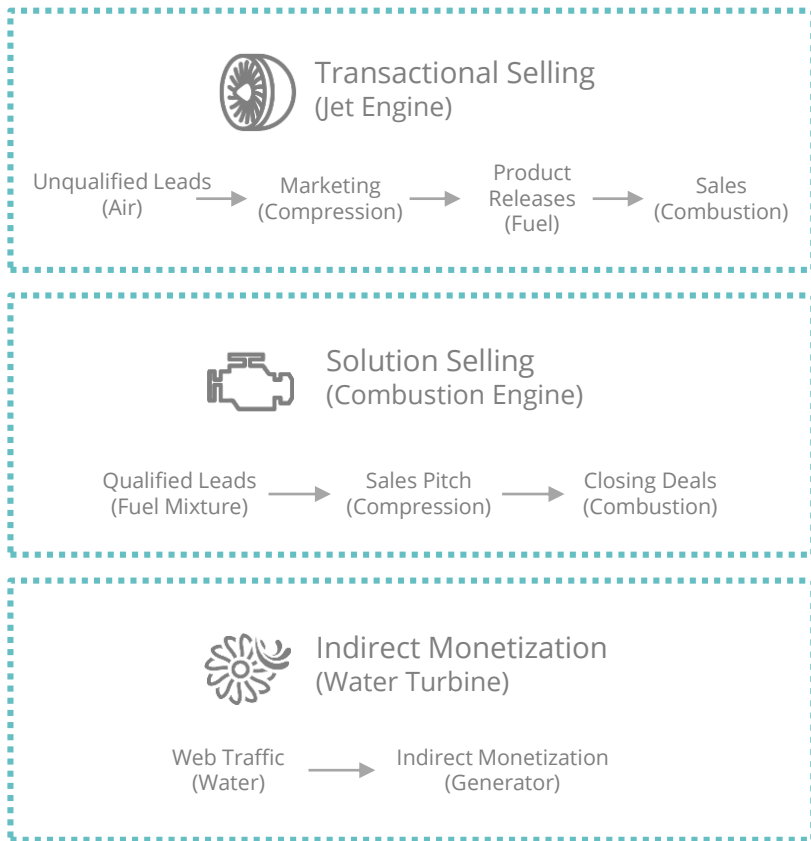 Transactional Selling
(Jet Engine)
Unqualified Leads
(Air)
Marketing
(Compression)
Product
Releases
(Fuel)
Sales
(Combustion)
Solution Selling
(Combustion Engine)
Qualified Leads
(Fuel Mixture)
Sales Pitch
(Compression)
Closing Deals
(Combustion)
Indirect Monetization
(Water Turbine)
Web Traffic
(Water)
Indirect Monetization
(Generator)